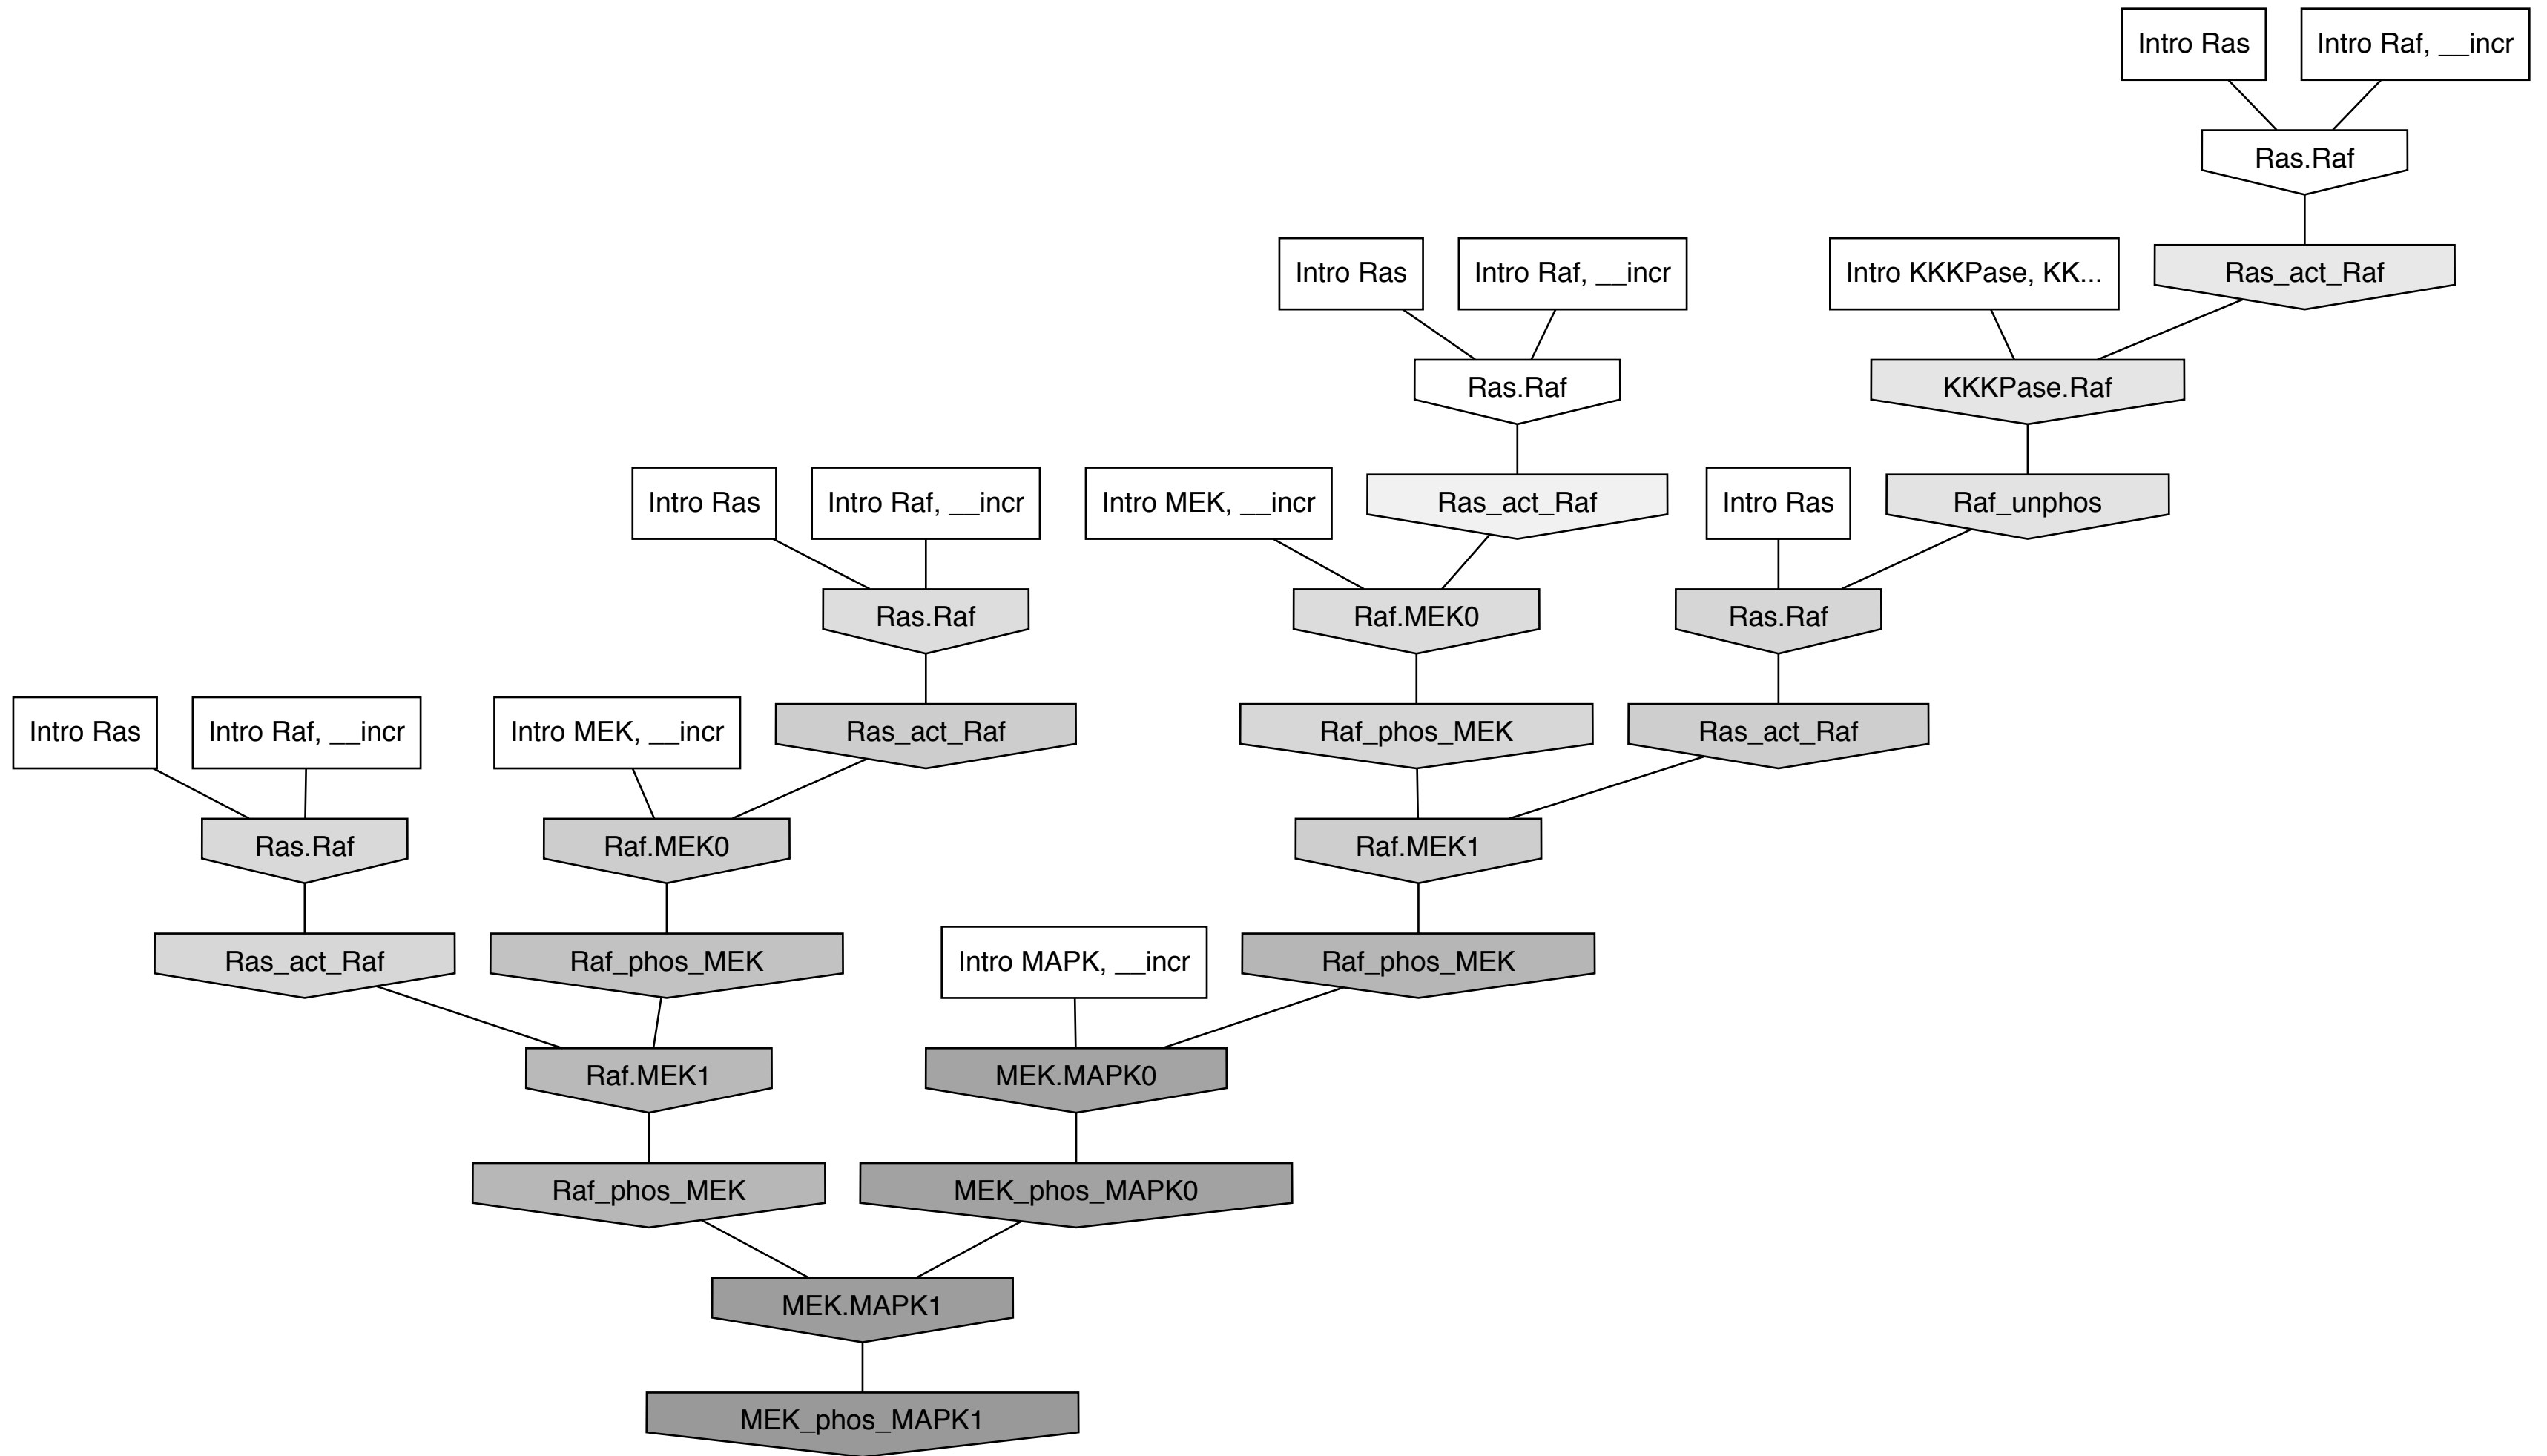 Intro Ras
Intro Raf, __incr
Ras.Raf
Intro Ras
Intro Raf, __incr
Intro KKKPase, KK...
Ras_act_Raf
Ras.Raf
KKKPase.Raf
Intro Ras
Intro Raf, __incr
Intro MEK, __incr
Ras_act_Raf
Intro Ras
Raf_unphos
Ras.Raf
Raf.MEK0
Ras.Raf
Intro Ras
Intro Raf, __incr
Intro MEK, __incr
Ras_act_Raf
Raf_phos_MEK
Ras_act_Raf
Ras.Raf
Raf.MEK0
Raf.MEK1
Ras_act_Raf
Raf_phos_MEK
Intro MAPK, __incr
Raf_phos_MEK
Raf.MEK1
MEK.MAPK0
Raf_phos_MEK
MEK_phos_MAPK0
MEK.MAPK1
MEK_phos_MAPK1